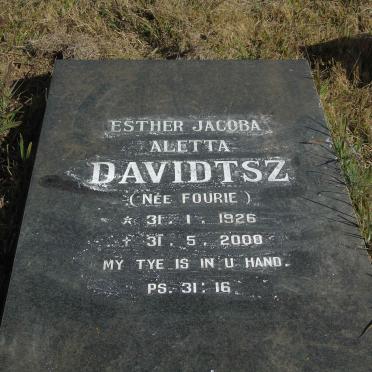 ESTHER JACOBA
ALETTA
DAVIDTSZ
(NÉE FOURIE)
* 31. 1. 1926
† 31. 5. 2000
MY TYE IS IN U HAND.
PS. 31: 16.